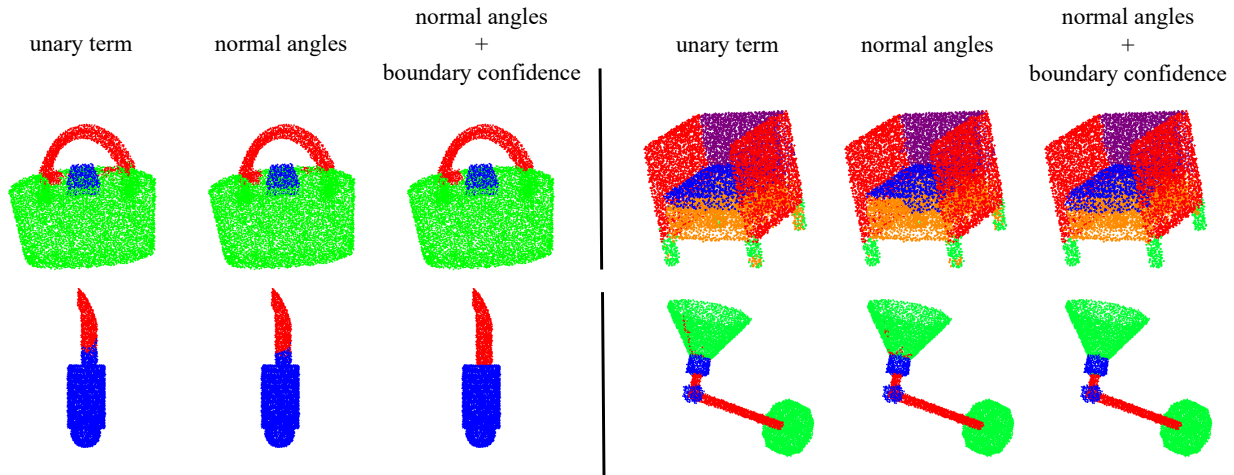 unary term
normal angles
normal angles
+
boundary confidence
unary term
normal angles
normal angles
+
boundary confidence